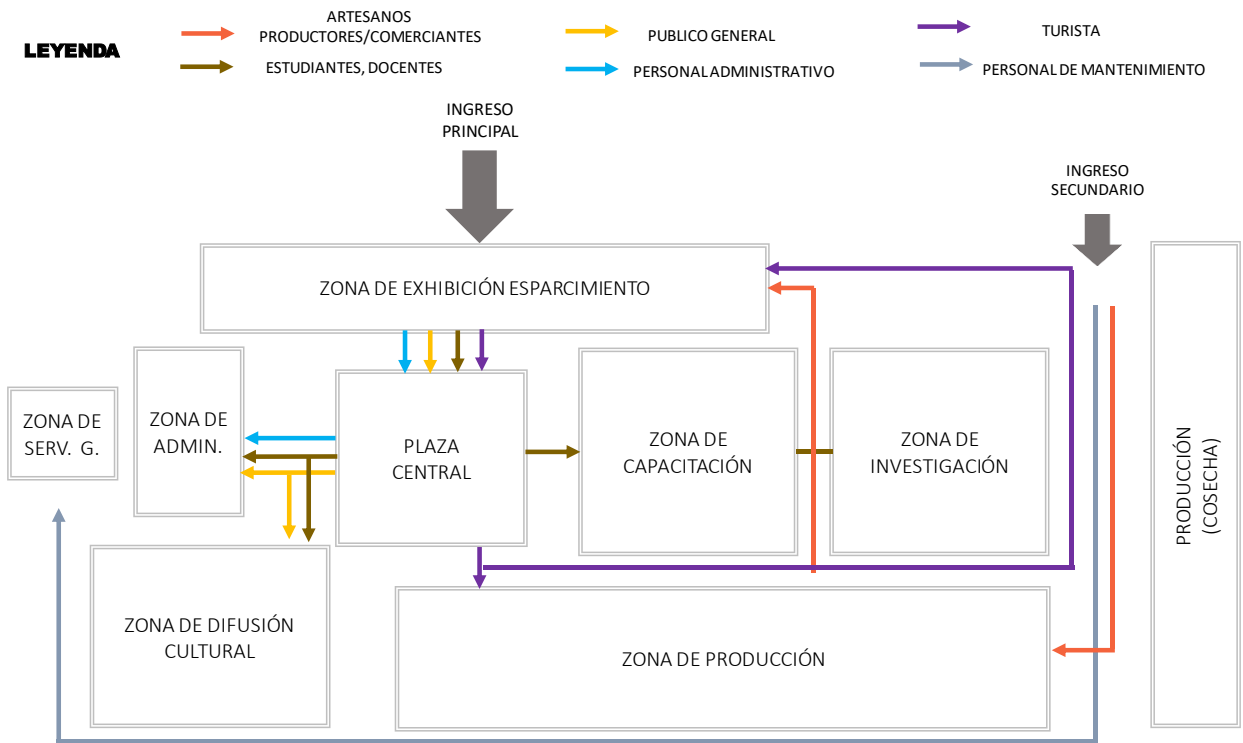 LEYENDA
ARTESANOS
PRODUCTORES/COMERCIANTES
PUBLICO GENERAL
TURISTA
ESTUDIANTES, DOCENTES
PERSONAL ADMINISTRATIVO
PERSONAL DE MANTENIMIENTO
INGRESO
PRINCIPAL
INGRESO
SECUNDARIO
ZONA DE EXHIBICIÓN ESPARCIMIENTO
ZONA DE
SERV. G.
ZONA DE
ADMIN.
PLAZA
CENTRAL
ZONA DE
CAPACITACIÓN
ZONA DE
INVESTIGACIÓN
PRODUCCIÓN
(COSECHA)
ZONA DE DIFUSIÓN
CULTURAL
ZONA DE PRODUCCIÓN